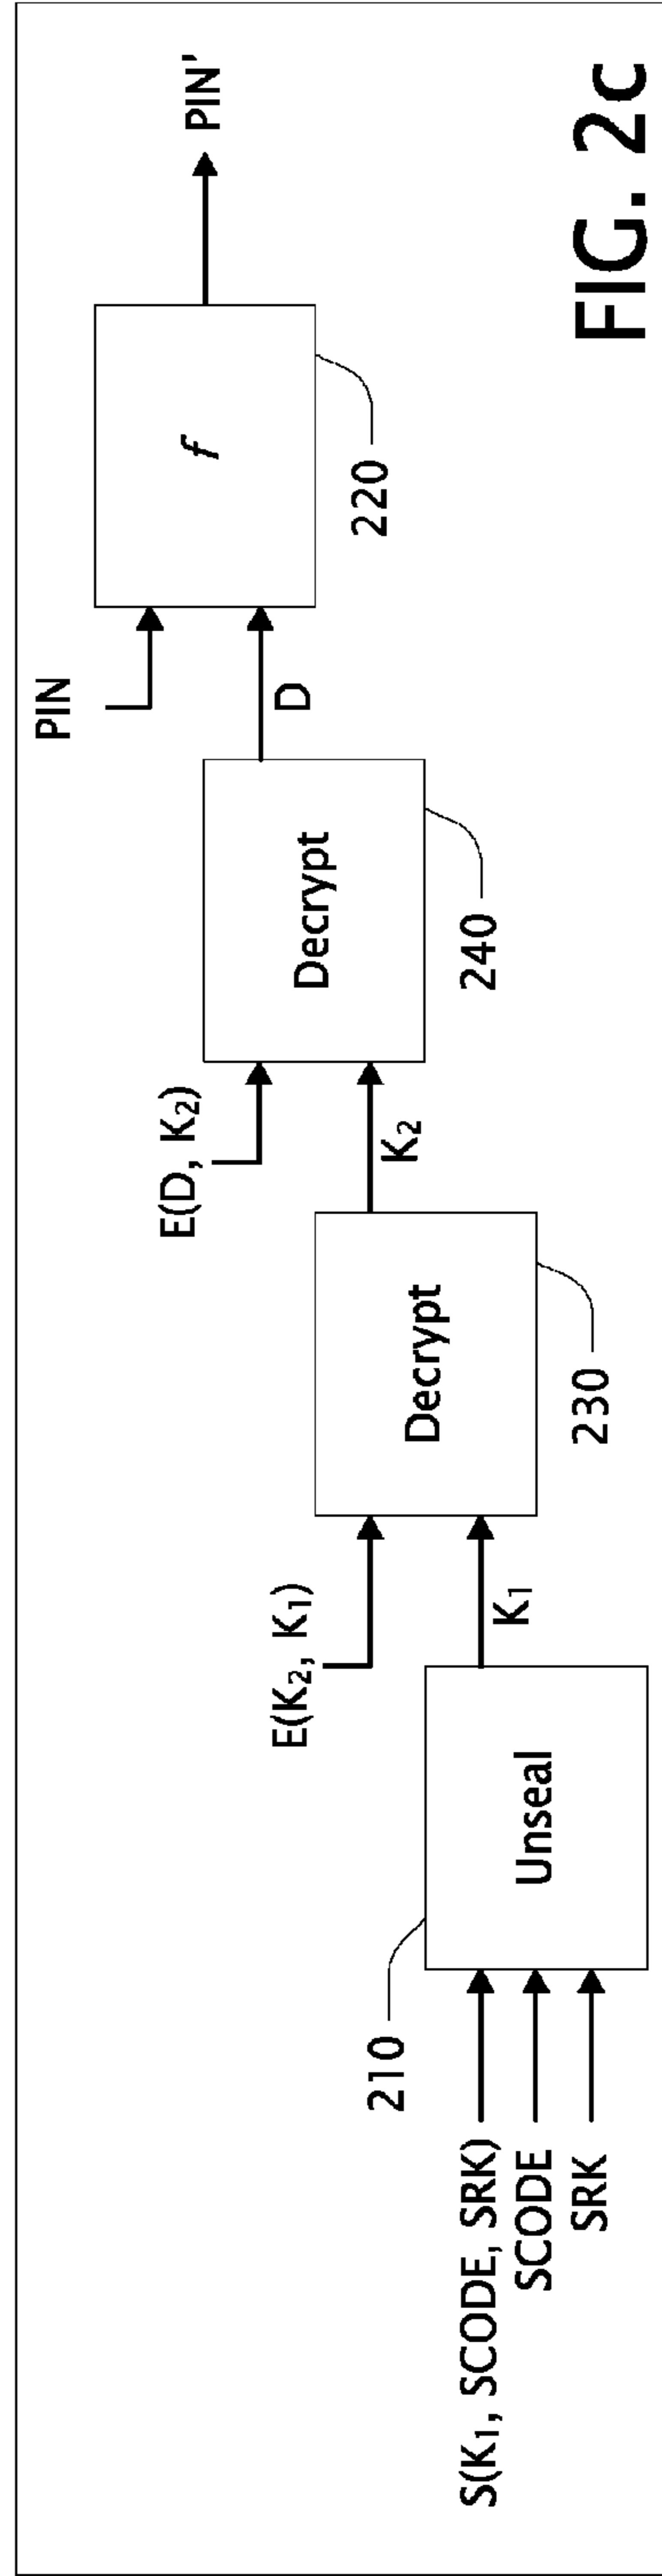 S(K₁, SCODE, SRK)
SCODE
SRK
210
Unseal
K₁
E(K₂, K₁)
Decrypt
230
K₂
E(D, K₂)
Decrypt
240
D
PIN
f
220
PIN'
FIG. 2c